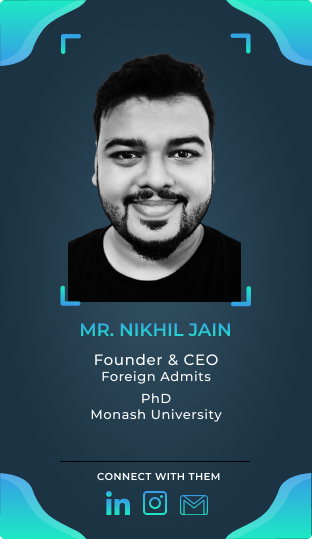 MR. NIKHIL JAIN
Founder & CEO
Foreign Admits
PhD
Monash University
CONNECT WITH THEM
in